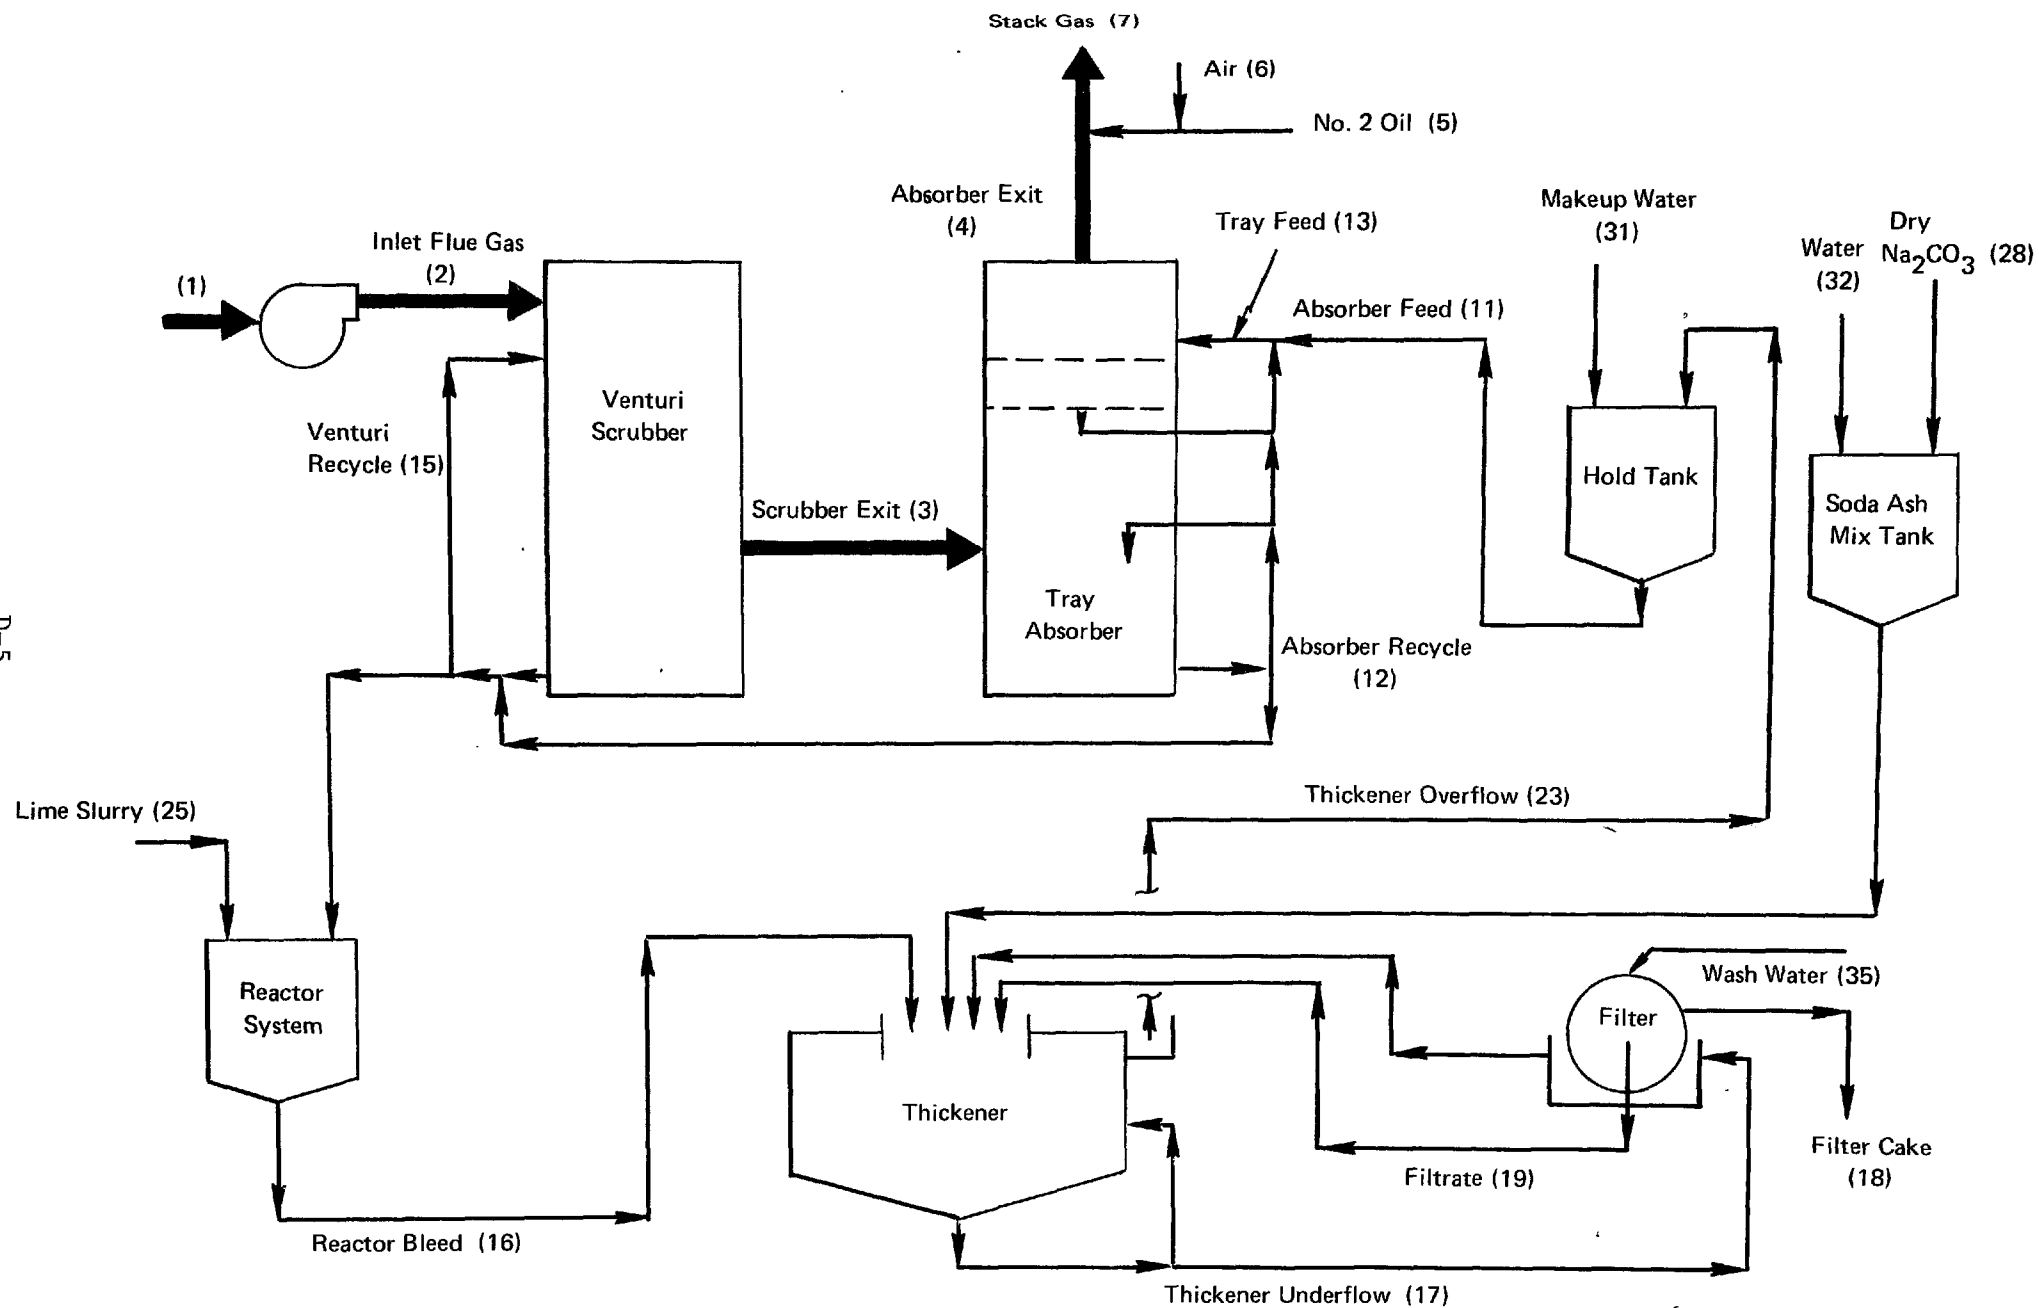 Stack Gas (7)
Air (6)
No. 2 Oil (5)
Absorber Exit
(4)
Tray Feed (13)
Makeup Water
(31)
Dry
Na2CO3 (28)
Water
(32)
Inlet Flue Gas
(2)
(1)
Absorber Feed (11)
Venturi
Scrubber
Venturi
Recycle (15)
Hold Tank
Soda Ash
Mix Tank
Scrubber Exit (3)
Tray
Absorber
Absorber Recycle
(12)
D-5
Lime Slurry (25)
Thickener Overflow (23)
Wash Water (35)
Reactor
System
Filter
Thickener
Filter Cake
(18)
Filtrate (19)
Reactor Bleed (16)
Thickener Underflow (17)